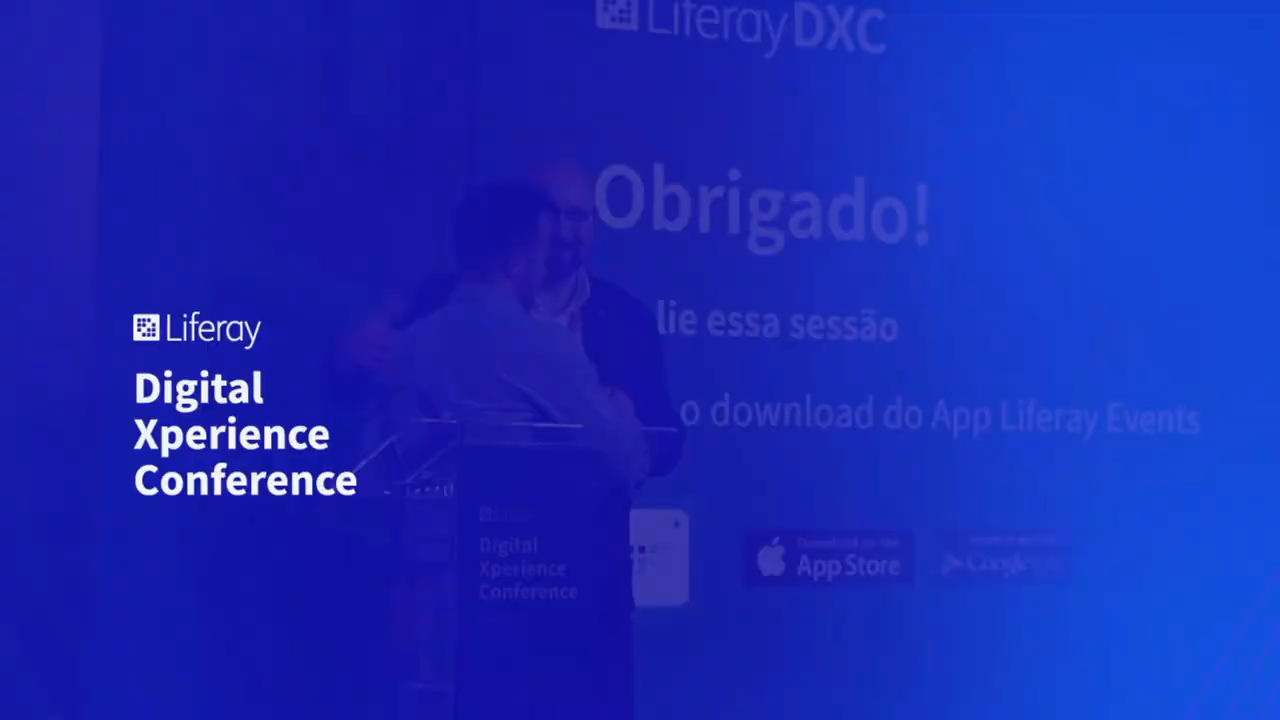 Liferay DXC
Obrigado!
lie essa sessão
o download do App Liferay Events
Liferay
Digital
Xperience
Conference
Digital
Xperience
Conference
App Store
Google